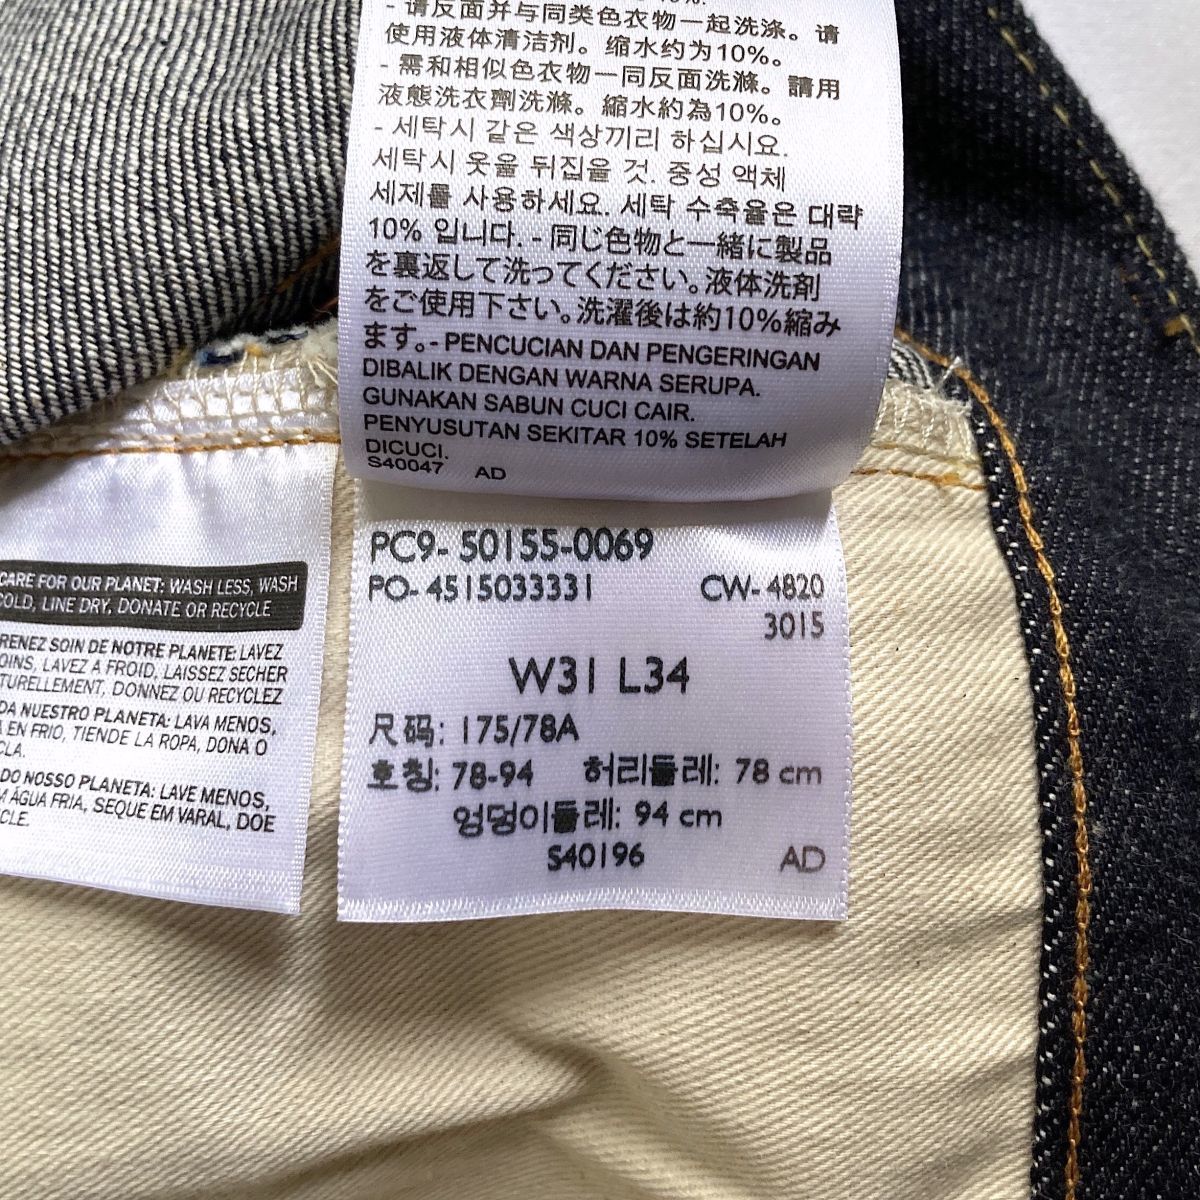 - 请反面并与同类色衣物一起洗涤。请
使用液体清洁剂。缩水约为10%。
- 需和相似色衣物一同反面洗滌。請用
液態洗衣劑洗滌。縮水約為10%。
- 세탁시 같은 색상끼리 하십시요.
세탁시 옷을 뒤집을 것. 중성 액체
세제를 사용하세요. 세탁 수축율은 대략
10% 입니다. - 同じ色物と一緒に製品
を裏返して洗ってください。液体洗剤
をご使用下さい。洗濯後は約10%縮み
ます。- PENCUCIAN DAN PENGERINGAN
DIBALIK DENGAN WARNA SERUPA.
GUNAKAN SABUN CUCI CAIR.
PENYUSUTAN SEKITAR 10% SETELAH
DICUCI.
S40047 AD
PC9- 50155-0069
PO- 4515033331 CW- 4820
3015
W31 L34
尺码: 175/78A
호칭: 78-94 허리둘레: 78 cm
엉덩이둘레: 94 cm
S40196 AD
CARE FOR OUR PLANET: WASH LESS, WASH
COLD, LINE DRY, DONATE OR RECYCLE
RENEZ SOIN DE NOTRE PLANETE: LAVEZ
OINS, LAVEZ A FROID, LAISSEZ SECHER
TURELLEMENT, DONNEZ OU RECYCLEZ
DA NUESTRO PLANETA: LAVA MENOS,
A EN FRIO, TIENDE LA ROPA, DONA O
CLA.
DO NOSSO PLANETA: LAVE MENOS,
M ÁGUA FRIA, SEQUE EM VARAL, DOE
CLE.